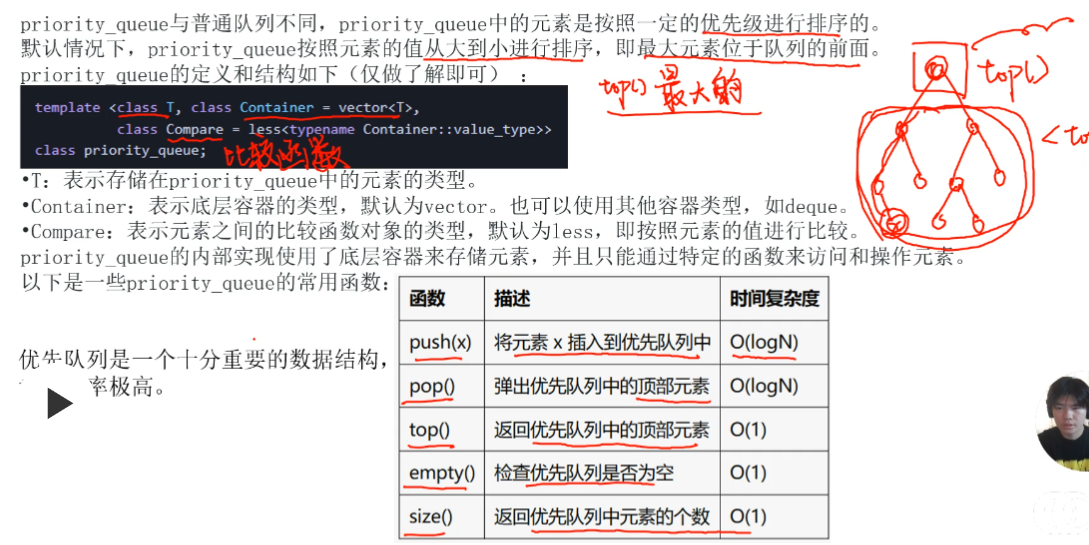 priority_queue与普通队列不同，priority_queue中的元素是按照一定的优先级进行排序的。
默认情况下，priority_queue按照元素的值从大到小进行排序，即最大元素位于队列的前面。
priority_queue的定义和结构如下（仅做了解即可）：
top()
top() 最大的
template <class T, class Container = vector<T>,
class Compare = less<typename Container::value_type>>
class priority_queue;
比较函数
•T：表示存储在priority_queue中的元素的类型。
•Container：表示底层容器的类型，默认为vector。也可以使用其他容器类型，如deque。
•Compare：表示元素之间的比较函数对象的类型，默认为less，即按照元素的值进行比较。
priority_queue的内部实现使用了底层容器来存储元素，并且只能通过特定的函数来访问和操作元素。
以下是一些priority_queue的常用函数：
函数 描述 时间复杂度
push(x) 将元素 x 插入到优先队列中 O(logN)
pop() 弹出优先队列中的顶部元素 O(logN)
top() 返回优先队列中的顶部元素 O(1)
empty() 检查优先队列是否为空 O(1)
size() 返回优先队列中元素的个数 O(1)
优先队列是一个十分重要的数据结构，
率极高。